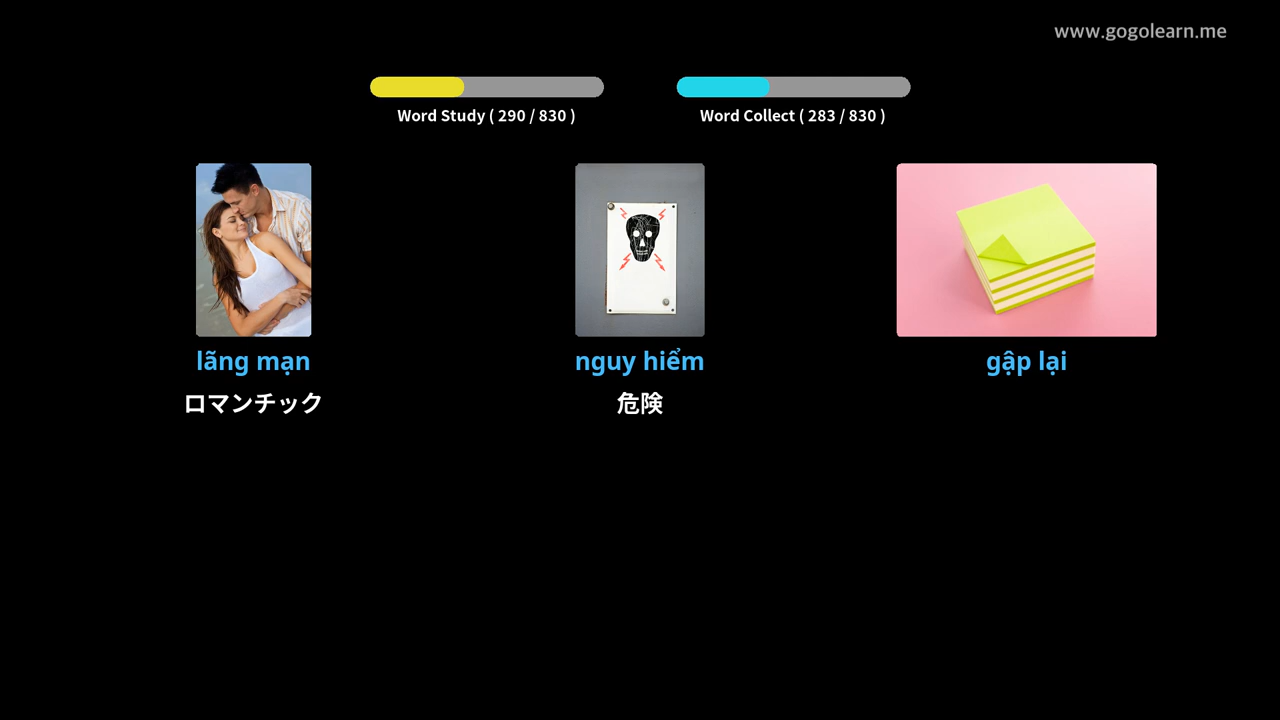 www.gogolearn.me
Word Study ( 290 / 830 )
Word Collect ( 283 / 830 )
lãng mạn
nguy hiểm
gập lại
ロマンチック
危険